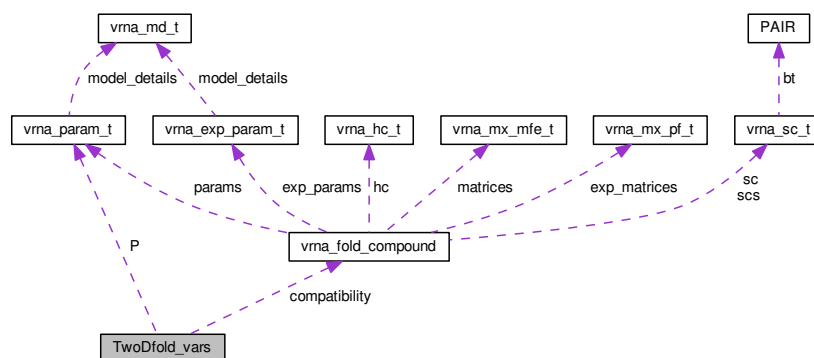 vrna_md_t
PAIR
model_details
model_details
bt
vrna_param_t
vrna_exp_param_t
vrna_hc_t
vrna_mx_mfe_t
vrna_mx_pf_t
vrna_sc_t
params
exp_params
hc
matrices
exp_matrices
sc
scs
P
vrna_fold_compound
compatibility
TwoDfold_vars